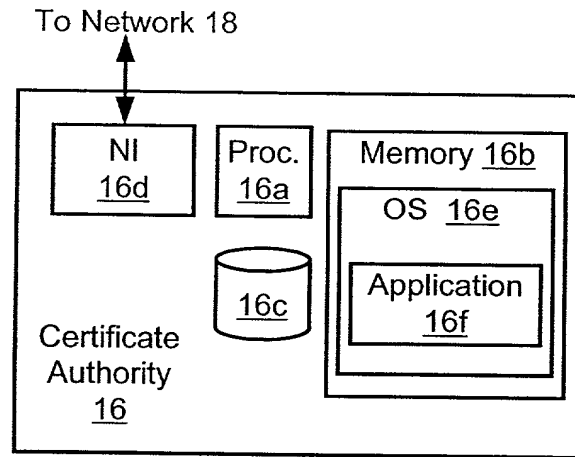 To Network 18
NI
16d
Proc.
16a
Memory 16b
OS 16e
Application
16f
16c
Certificate
Authority
16